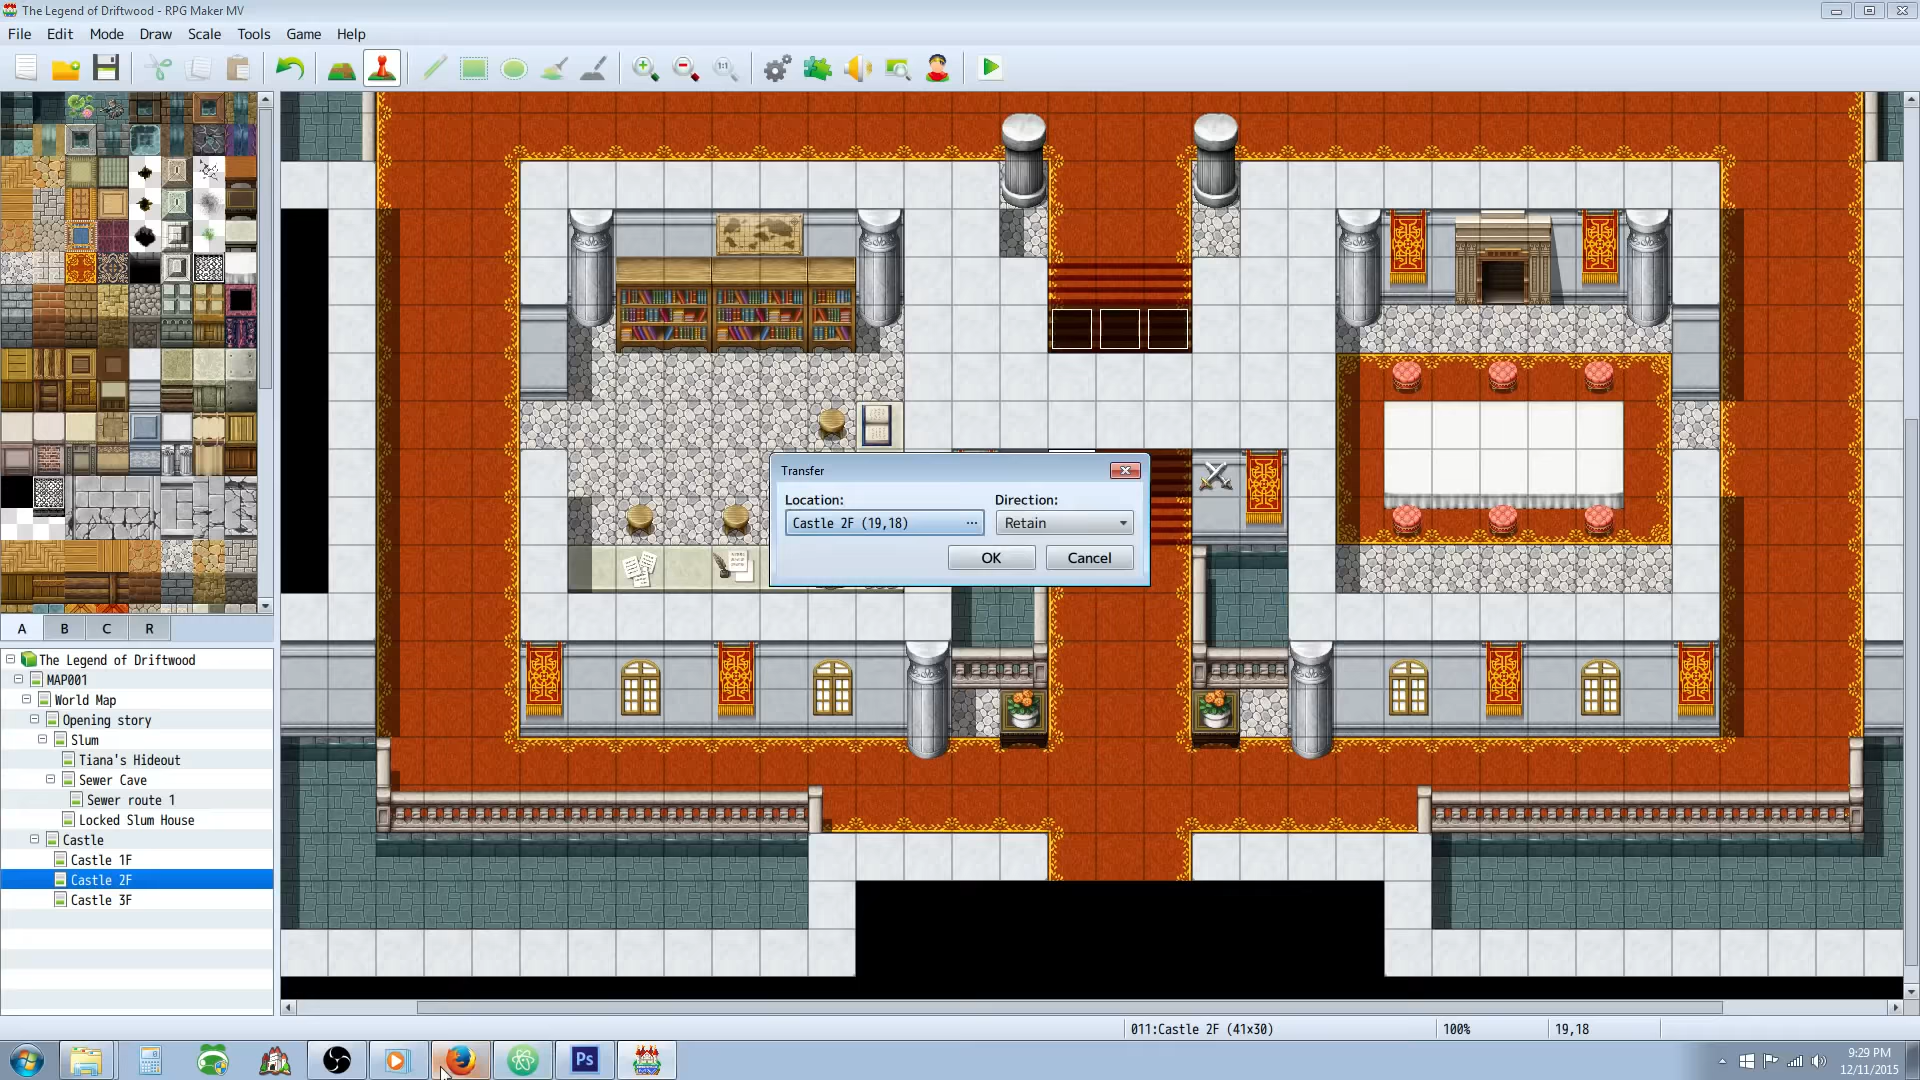 The Legend of Driftwood - RPG Maker MV
File Edit Mode Draw Scale Tools Game Help
1:1
A B C R
The Legend of Driftwood
MAP001
World Map
Opening story
Slum
Tiana's Hideout
Sewer Cave
Sewer route 1
Locked Slum House
Castle
Castle 1F
Castle 2F
Castle 3F
Transfer
Location: Direction:
Castle 2F (19,18) ... Retain
OK Cancel
011:Castle 2F (41x30) 100% 19,18
Ps
9:29 PM
12/11/2015